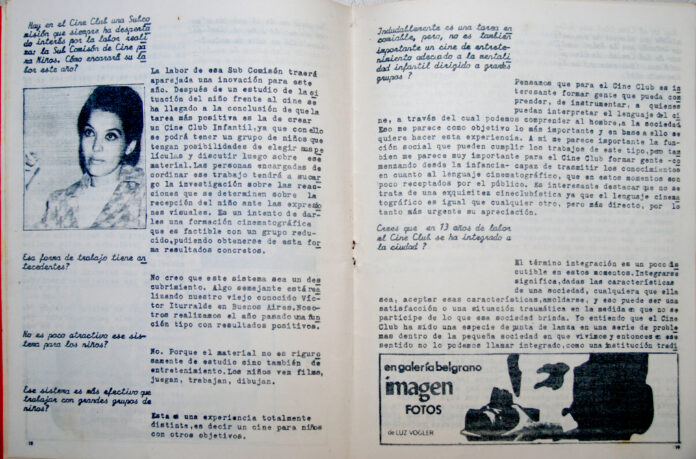 Hay en el Cine Club una Subco
misión que siempre ha desperta
do interés por la labor reali
za: la Sub Comisión de Cine pa
ra Niños. Cómo encarará su la
bor este año?
La labor de esa Sub Comisón traerá
aparejada una inovación para este
año. Después de un estudio de la si
tuación del niño frente al cine se
ha llegado a la conclusión de que la
tarea más positiva es la de crear
un Cine Club Infantil, ya que con ello
se podrá tener un grupo de niños que
tengan posibilidades de elegir sus pe
lículas y discutir luego sobre ese
material. Las personas encargadas de
cordinar ese trabajo tendrá a su car
go la investigación sobre las reac
ciones que se determinen sobre la
recepción del niño ante las expresio
nes visuales. Es un intento de dar-
les una formación cinematográfica
que es factible con un grupo redu-
cido, pudiendo obtenerse de esta for
ma resultados concretos.
Esa forma de trabajo tiene an
tecedentes?
No creo que este sistema sea un des
cubrimiento. Algo semejante está rea
lizando nuestro viejo conocido Víc-
tor Iturralde en Buenos Aires. Noso-
tros realizamos el año pasado una fun
ción tipo con resultados positivos.
No es poco atractivo ese sis-
tema para los niños?
No. Porque el material no es riguro
samente de estudio sino también de
entretenimiento. Los niños ven films,
juegan, trabajan, dibujan.
Ese sistema es más efectivo que
trabajar con grandes grupos de
niños?
Esta es una experiencia totalmente
distinta, es decir un cine para niños
con otros objetivos.
18
Indudablemente es una tarea en
comiable, pero, no es también
importante un cine de entrete-
nimiento adecuado a la mentali
dad infantil dirigido a grandes
grupos?
Pensamos que para el Cine Club es in
teresante formar gente que pueda com
prender, de instrumentar, a quienes
puedan interpretar el lenguaje del ci
ne, a través del cual podemos comprender al hombre, a la sociedad
Eso me parece como objetivo lo más importante y en base a ello se
quiere hacer esta experiencia. A mi me parece importante la fun-
ción social que pueden cumplir los trabajos de este tipo, que tam
bien me parece muy importante para el Cine Club formar gente -co
menzando desde la infancia- capaz de transmitir los conocimientos
en cuanto al lenguaje cinematográfico, que en estos momentos son
poco receptados por el público. Es interesante destacar que no se
trata de una exquisitez cineclubística ya que el lenguaje cinema
tográfico es igual que cualquier otro, pero más directo, por lo
tanto más urgente su apreciación.
Crees que en 13 años de labor
el Cine Club se ha integrado a
la ciudad?
El término integración es un poco dis
cutible en estos momentos. Integrarse
significa, dadas las características
de una sociedad, cualquiera que ella
sea, aceptar esas características, amoldarse, y eso puede ser una
satisfacción o una situación traumática en la medida en que no se
participe de lo que esa sociedad brinda. Yo entiendo que el Cine
Club ha sido una especie de punta de lanza en una serie de proble-
mas dentro de la pequeña sociedad en que vivimos y entonces en ese
sentido no lo podemos llamar integrado, como una institución tradi
en galería belgrano
imagen
FOTOS
de LUZ VOGLER
19